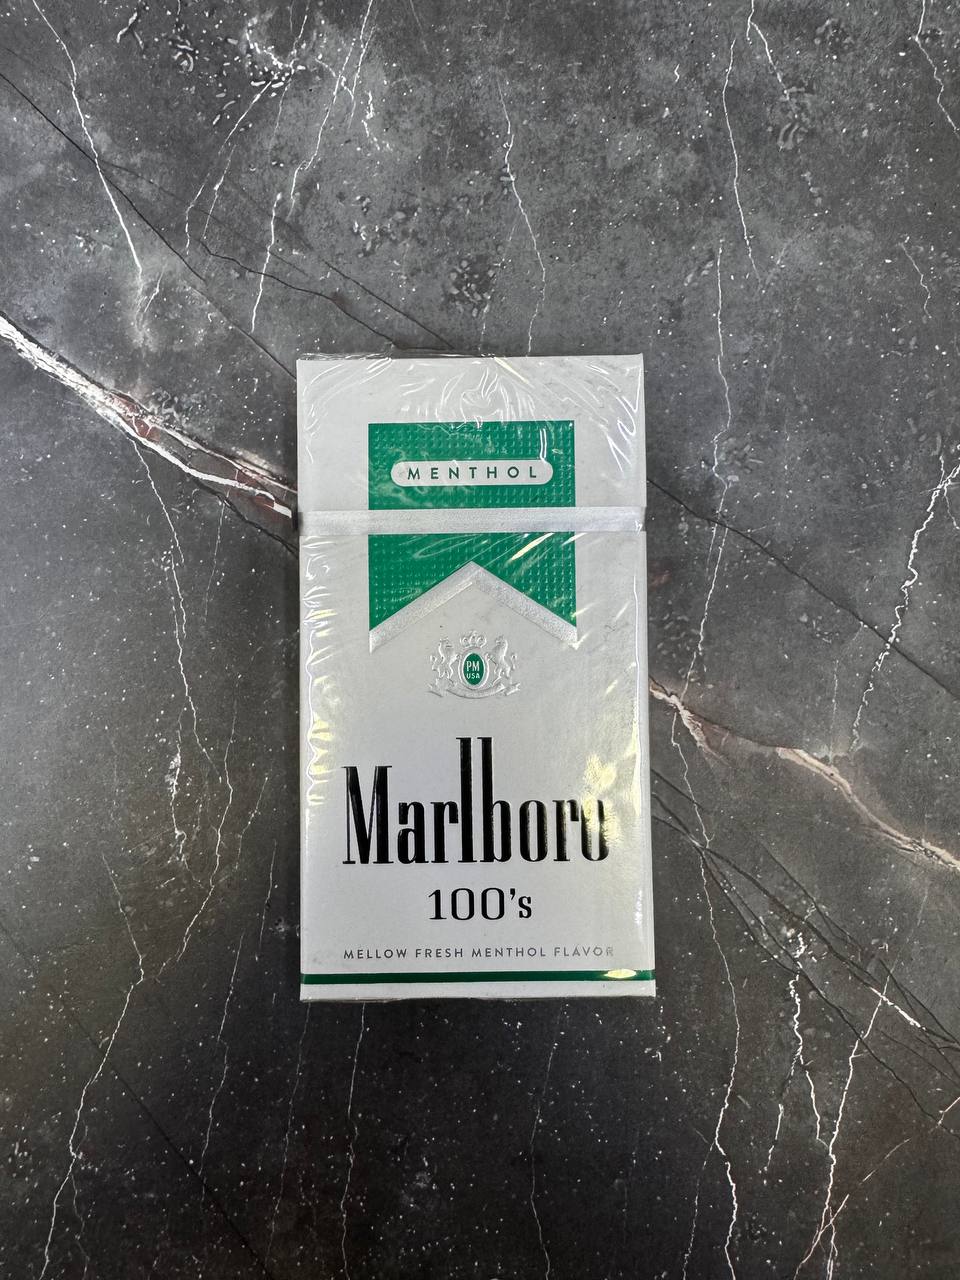 MENTHOL
PM
USA
Marlboro
100's
MELLOW FRESH MENTHOL FLAVOR